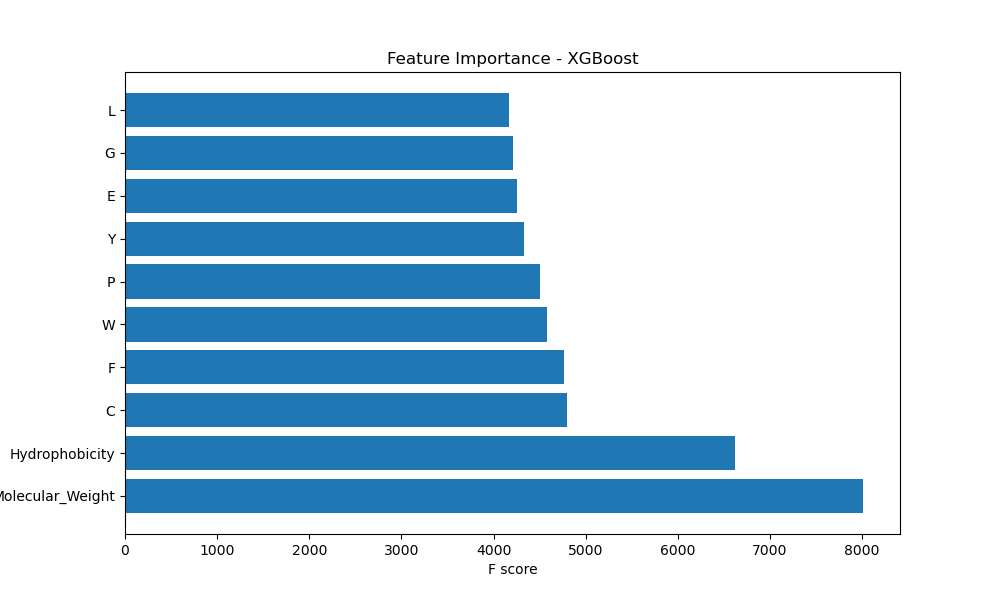 Feature Importance - XGBoost
L
G
E
Y
P
W
F
C
Hydrophobicity
Molecular_Weight
0 1000 2000 3000 4000 5000 6000 7000 8000
F score